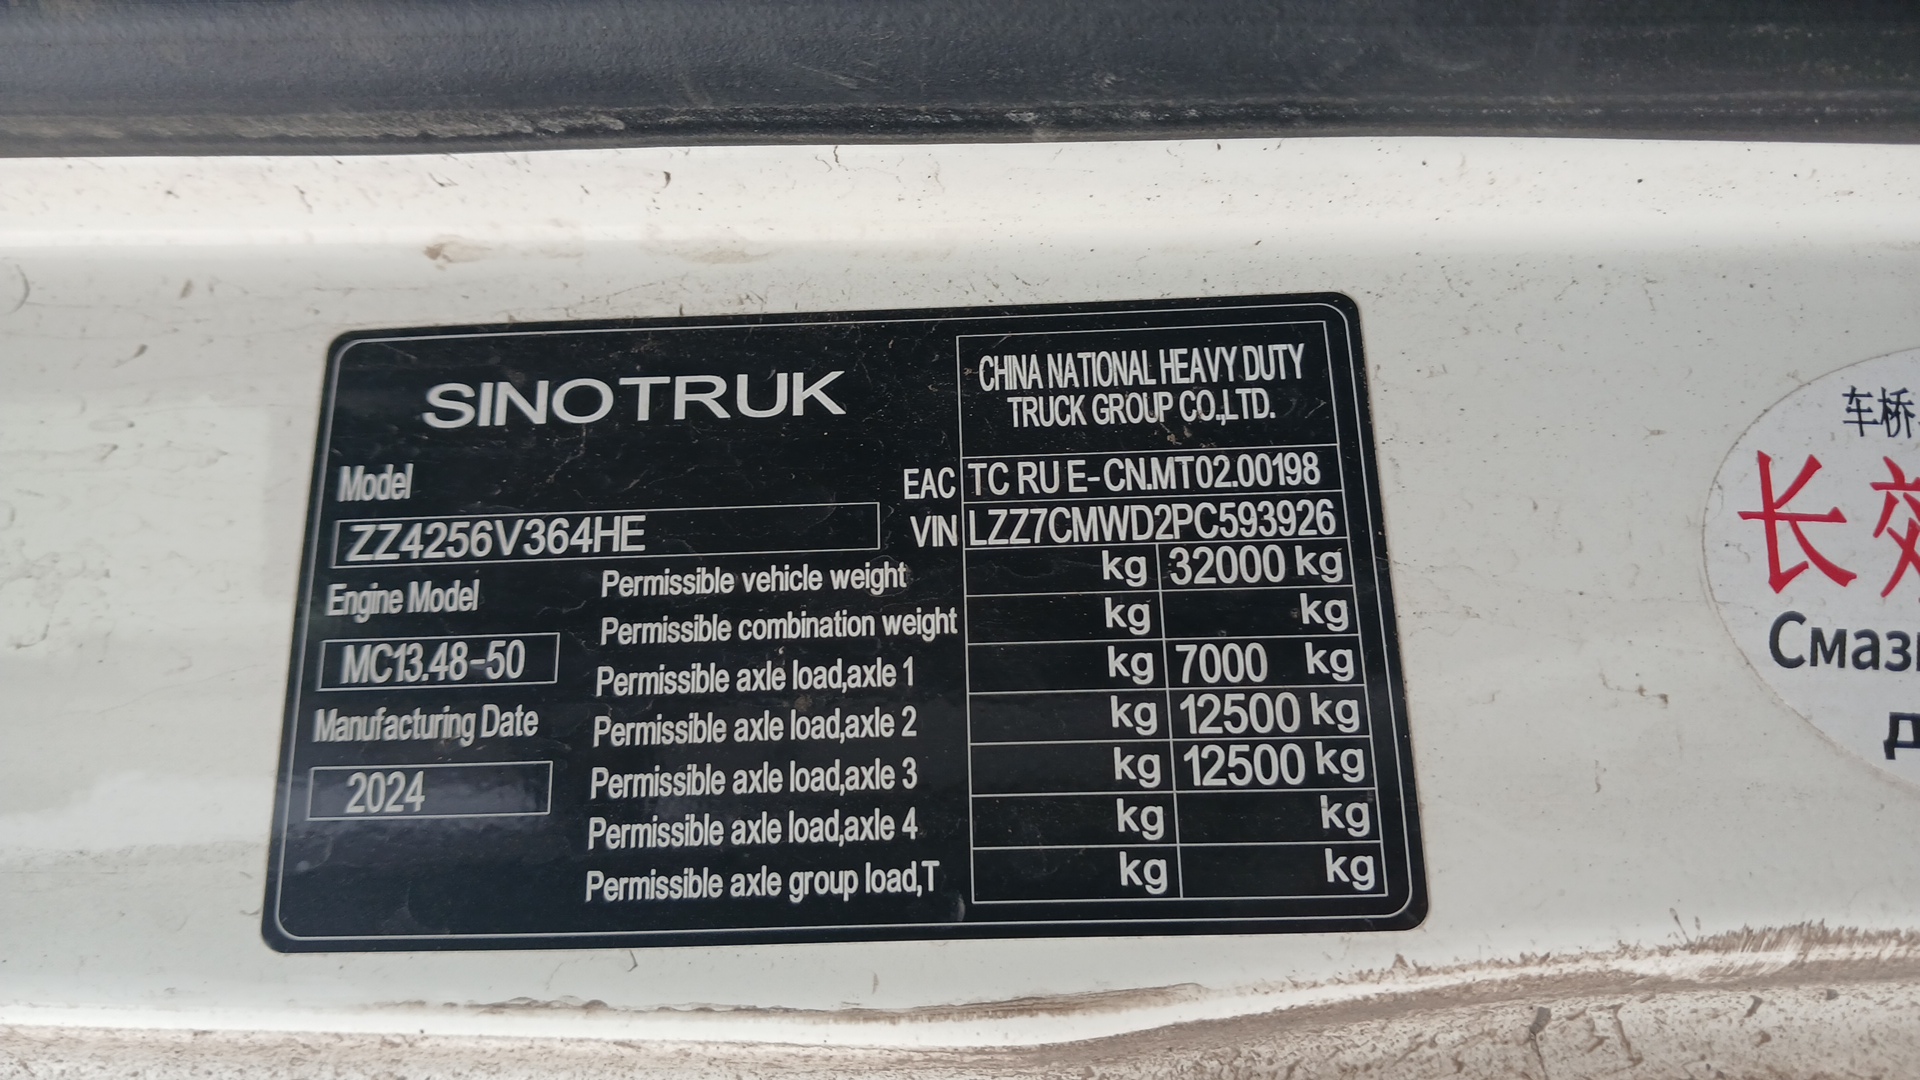 SINOTRUK
CHINA NATIONAL HEAVY DUTY
TRUCK GROUP CO.,LTD.
Model
EAC TC RU E-CN.MT02.00198
ZZ4256V364HE
VIN LZZ7CMWD2PC593926
Engine Model
Permissible vehicle weight kg 32000 kg
Permissible combination weight kg kg
MC13.48-50
Permissible axle load,axle 1 kg 7000 kg
Manufacturing Date
Permissible axle load,axle 2 kg 12500 kg
2024
Permissible axle load,axle 3 kg 12500 kg
Permissible axle load,axle 4 kg kg
Permissible axle group load,T kg kg
车桥
长效